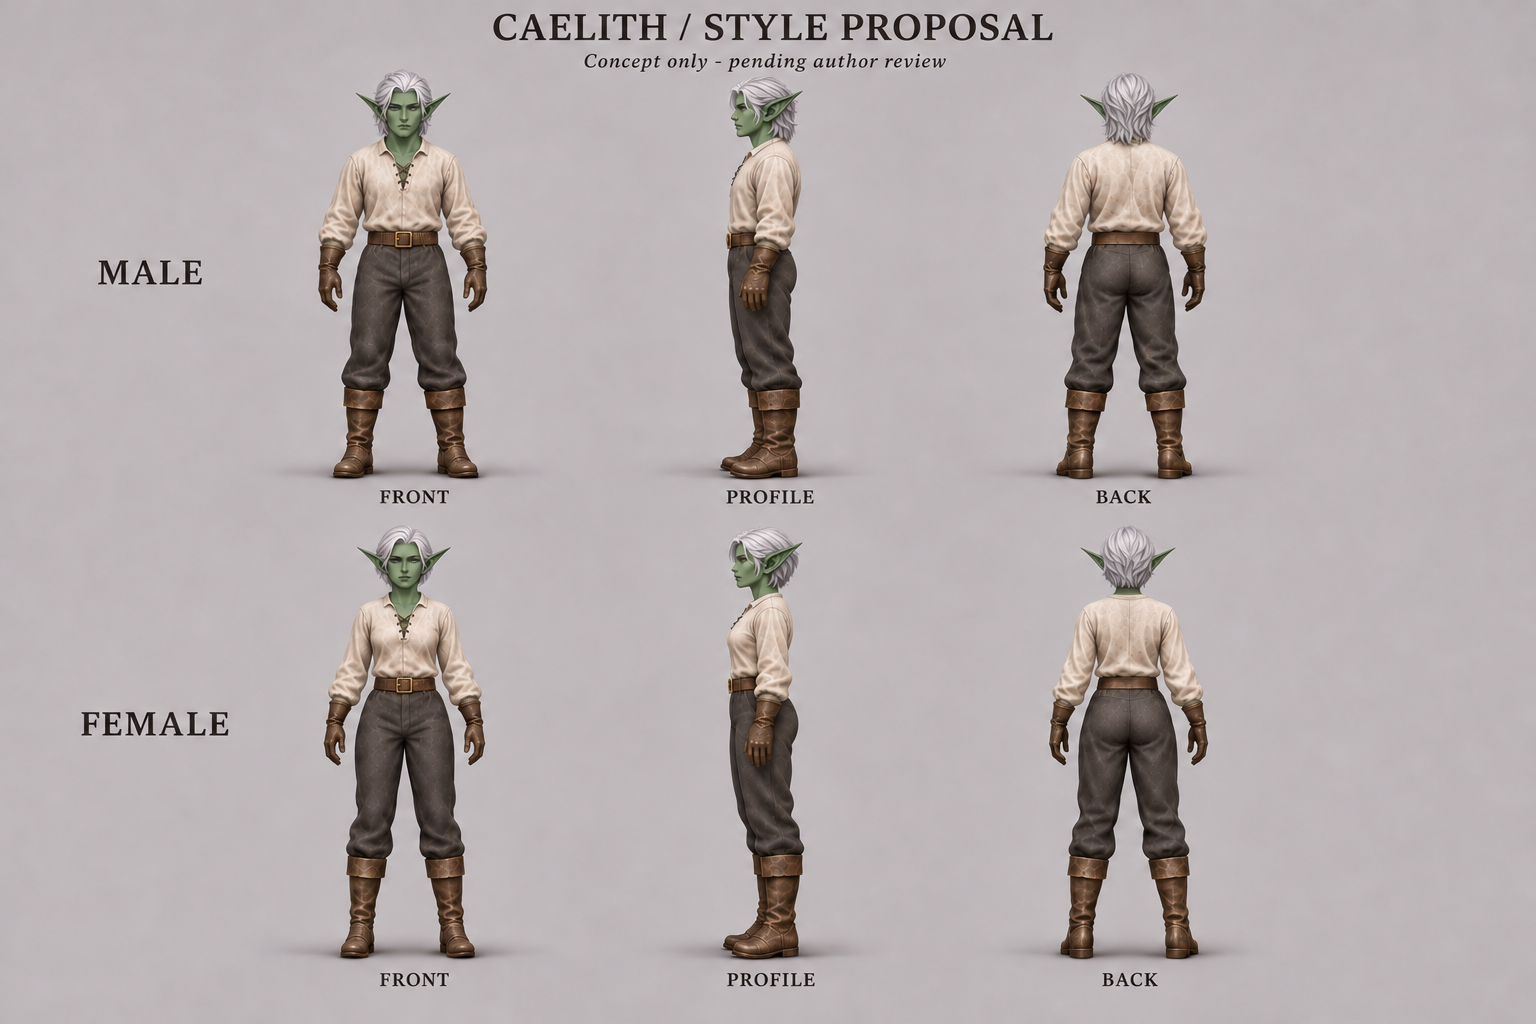 CAELITH / STYLE PROPOSAL
Concept only - pending author review
MALE
FRONT
PROFILE
BACK
FEMALE
FRONT
PROFILE
BACK